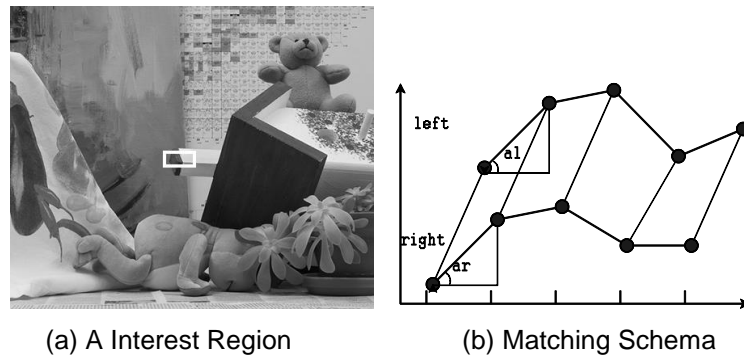 left
al
right
ar
(a) A Interest Region
(b) Matching Schema